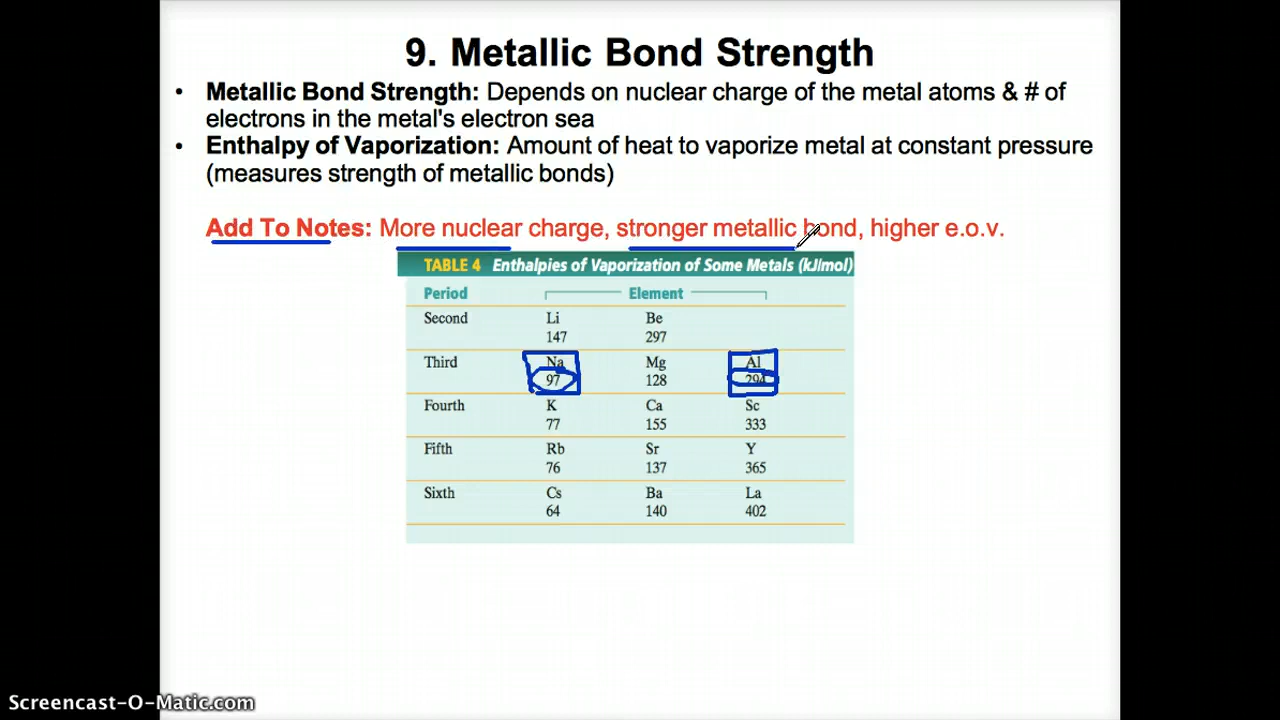 9. Metallic Bond Strength
• Metallic Bond Strength: Depends on nuclear charge of the metal atoms & # of
electrons in the metal's electron sea
• Enthalpy of Vaporization: Amount of heat to vaporize metal at constant pressure
(measures strength of metallic bonds)
Add To Notes: More nuclear charge, stronger metallic bond, higher e.o.v.
TABLE 4 Enthalpies of Vaporization of Some Metals (kJ/mol)
Period Element
Second Li Be
147 297
Third Na Mg Al
97 128 294
Fourth K Ca Sc
77 155 333
Fifth Rb Sr Y
76 137 365
Sixth Cs Ba La
64 140 402
Screencast-O-Matic.com